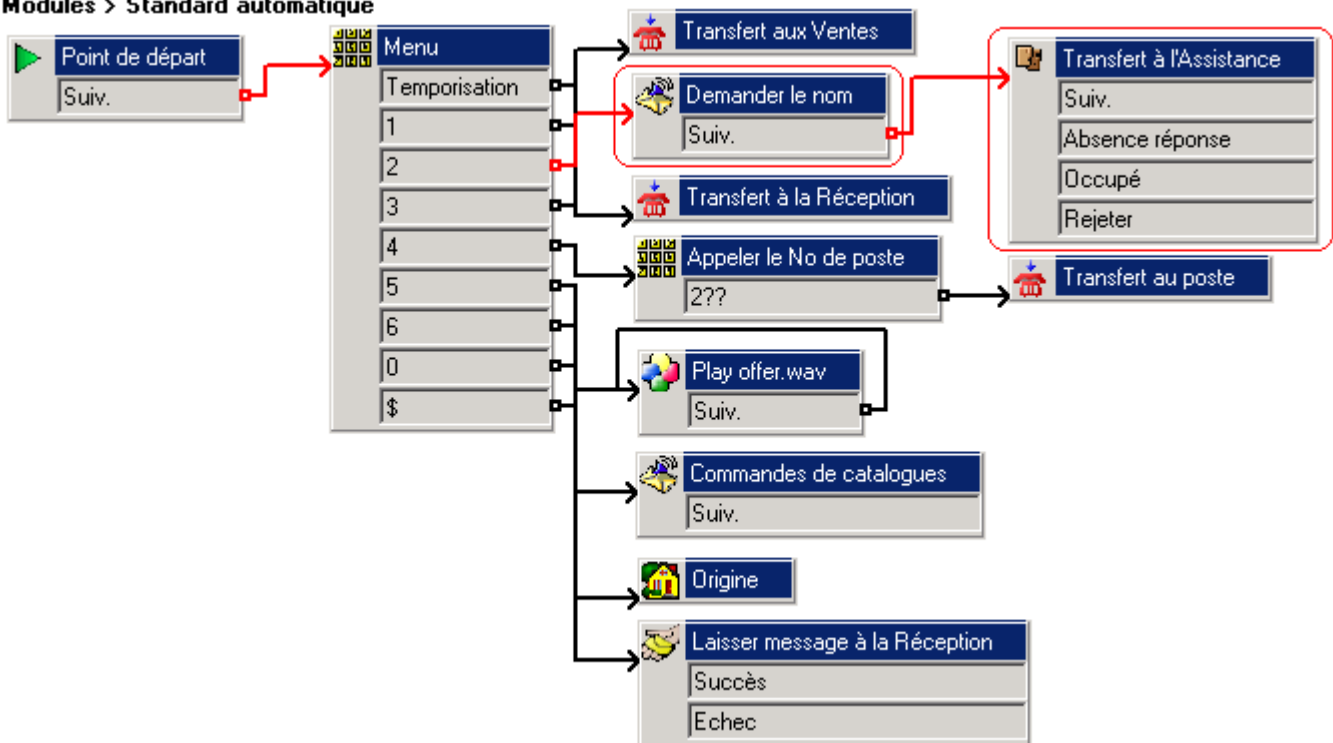 Modules > Standard automatique
Point de départ
Suiv.
Menu
Temporisation
1
2
3
4
5
6
0
$
Transfert aux Ventes
Demander le nom
Suiv.
Transfert à l'Assistance
Suiv.
Absence réponse
Occupé
Rejeter
Transfert à la Réception
Appeler le No de poste
2??
Transfert au poste
Play offer.wav
Suiv.
Commandes de catalogues
Suiv.
Origine
Laisser message à la Réception
Succès
Echec